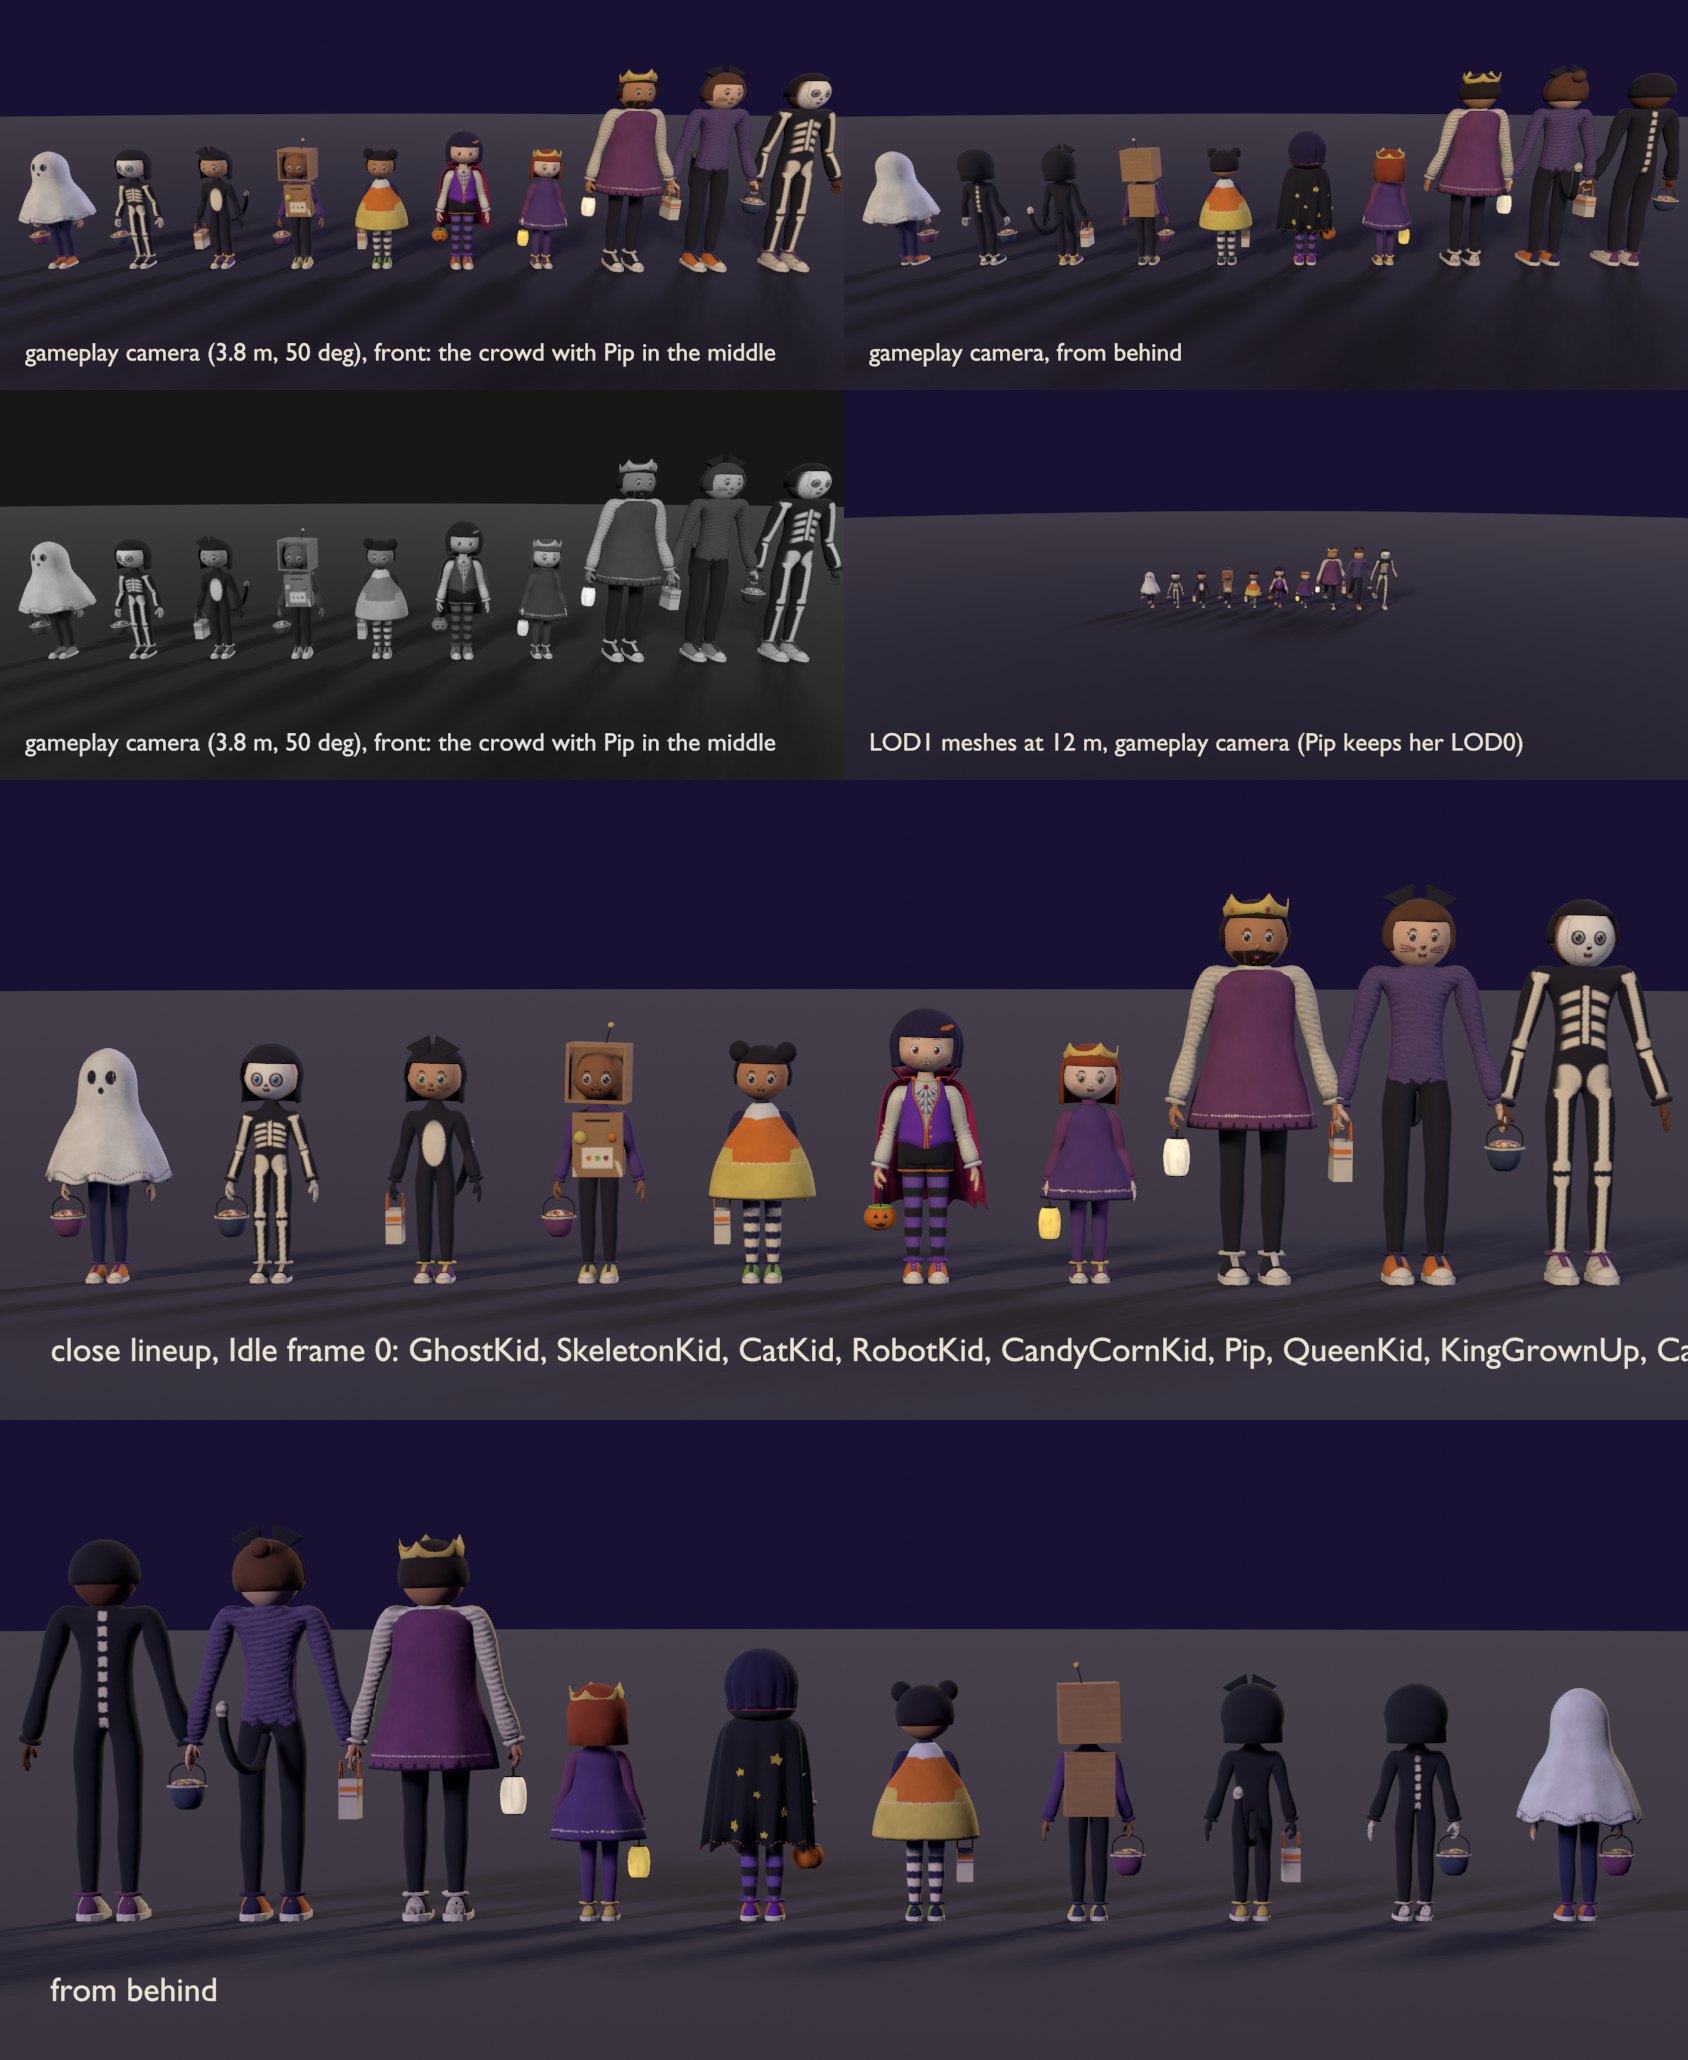 gameplay camera (3.8 m, 50 deg), front: the crowd with Pip in the middle
gameplay camera, from behind
gameplay camera (3.8 m, 50 deg), front: the crowd with Pip in the middle
LOD1 meshes at 12 m, gameplay camera (Pip keeps her LOD0)
close lineup, Idle frame 0: GhostKid, SkeletonKid, CatKid, RobotKid, CandyCornKid, Pip, QueenKid, KingGrownUp, Ca
from behind